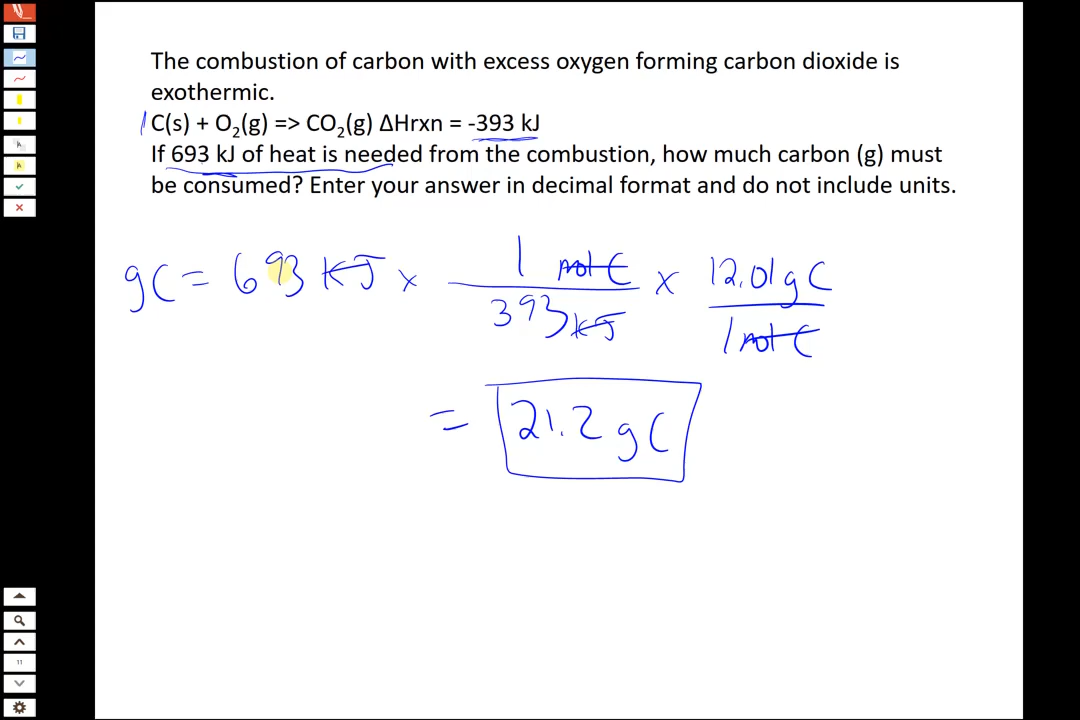 The combustion of carbon with excess oxygen forming carbon dioxide is
exothermic.
1 C(s) + O₂(g) => CO₂(g) ΔHrxn = -393 kJ
If 693 kJ of heat is needed from the combustion, how much carbon (g) must
be consumed? Enter your answer in decimal format and do not include units.
gC = 693 KJ × 1 mol C / 393 KJ × 12.01 g C / 1 mol C
= 21.2 g C
11